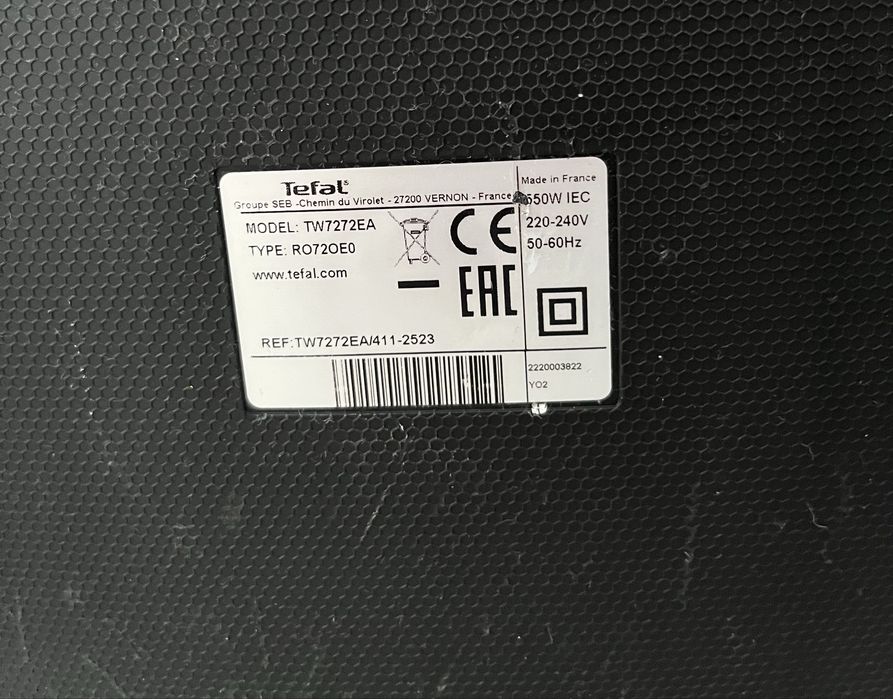 Tefal
Groupe SEB -Chemin du Virolet - 27200 VERNON - France
Made in France
550W IEC
220-240V
50-60Hz
MODEL: TW7272EA
TYPE: RO72OE0
www.tefal.com
CE
EAC
REF:TW7272EA/411-2523
2220003822
YO2